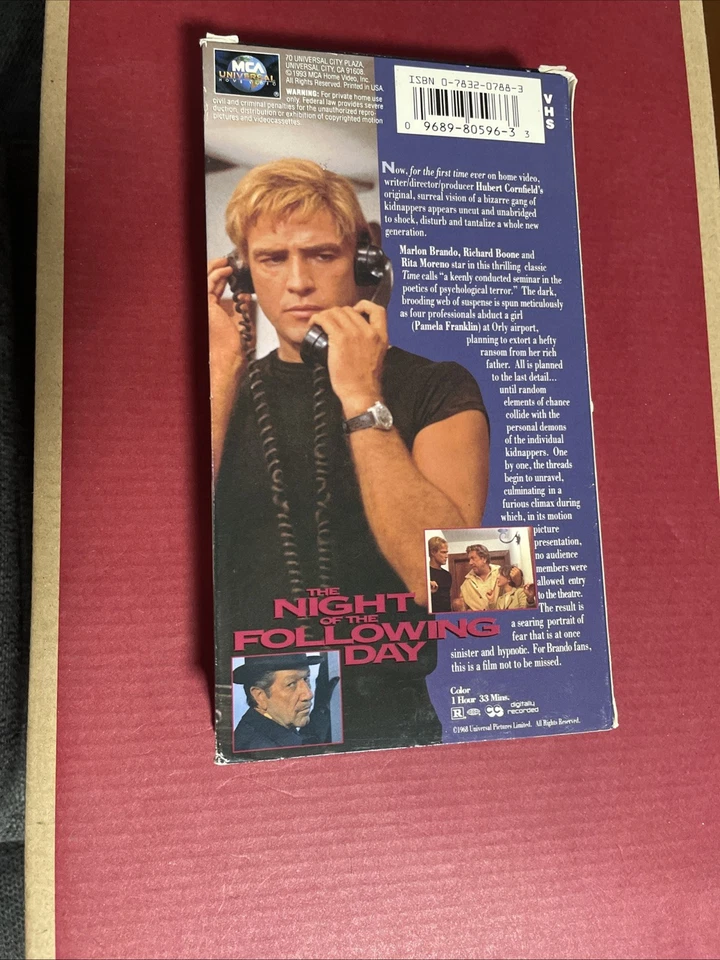 MCA
UNIVERSAL
HOME VIDEO
70 UNIVERSAL CITY PLAZA,
UNIVERSAL CITY, CA 91608.
©1993 MCA Home Video, Inc.
All Rights Reserved. Printed in USA.
WARNING: For private home use
only. Federal law provides severe
civil and criminal penalties for the unauthorized repro-
duction, distribution or exhibition of copyrighted motion
pictures and videocassettes.
ISBN 0-7832-0788-3
0 9689-80596-3 3
VHS
Now, for the first time ever on home video,
writer/director/producer Hubert Cornfield's
original, surreal vision of a bizarre gang of
kidnappers appears uncut and unabridged
to shock, disturb and tantalize a whole new
generation.
Marlon Brando, Richard Boone and
Rita Moreno star in this thrilling classic
Time calls "a keenly conducted seminar in the
poetics of psychological terror." The dark,
brooding web of suspense is spun meticulously
as four professionals abduct a girl
(Pamela Franklin) at Orly airport,
planning to extort a hefty
ransom from her rich
father. All is planned
to the last detail...
until random
elements of chance
collide with the
personal demons
of the individual
kidnappers. One
by one, the threads
begin to unravel,
culminating in a
furious climax during
which, in its motion
picture
presentation,
no audience
members were
allowed entry
to the theatre.
The result is
a searing portrait of
fear that is at once
sinister and hypnotic. For Brando fans,
this is a film not to be missed.
THE
NIGHT
OF THE
FOLLOWING
DAY
Color
1 Hour 33 Mins.
R
CC
digitally
recorded
©1968 Universal Pictures Limited. All Rights Reserved.